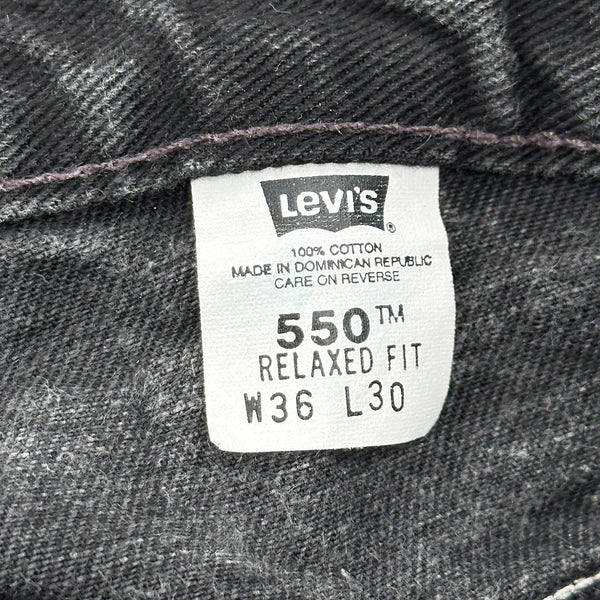 Levi's ®
100% COTTON
MADE IN DOMINICAN REPUBLIC
CARE ON REVERSE
550™
RELAXED FIT
W36 L30